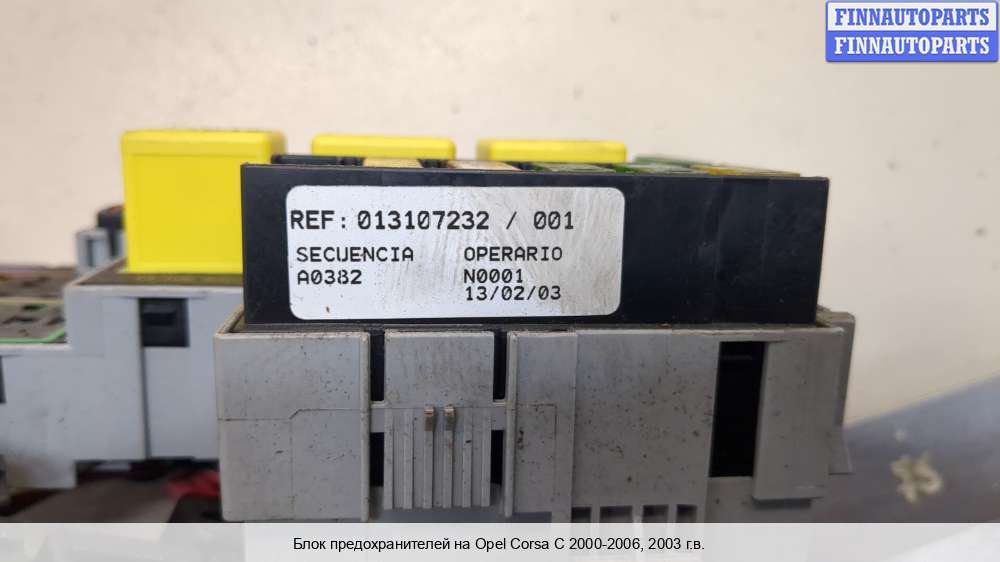 FINNAUTOPARTS
FINNAUTOPARTS
REF: 013107232 / 001
SECUENCIA OPERARIO
A0382 N0001
13/02/03
Блок предохранителей на Opel Corsa C 2000-2006, 2003 г.в.